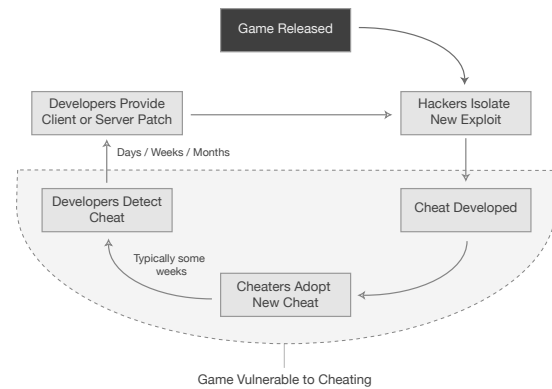 Game Released
Developers Provide
Client or Server Patch
Hackers Isolate
New Exploit
Days / Weeks / Months
Developers Detect
Cheat
Cheat Developed
Typically some
weeks
Cheaters Adopt
New Cheat
Game Vulnerable to Cheating